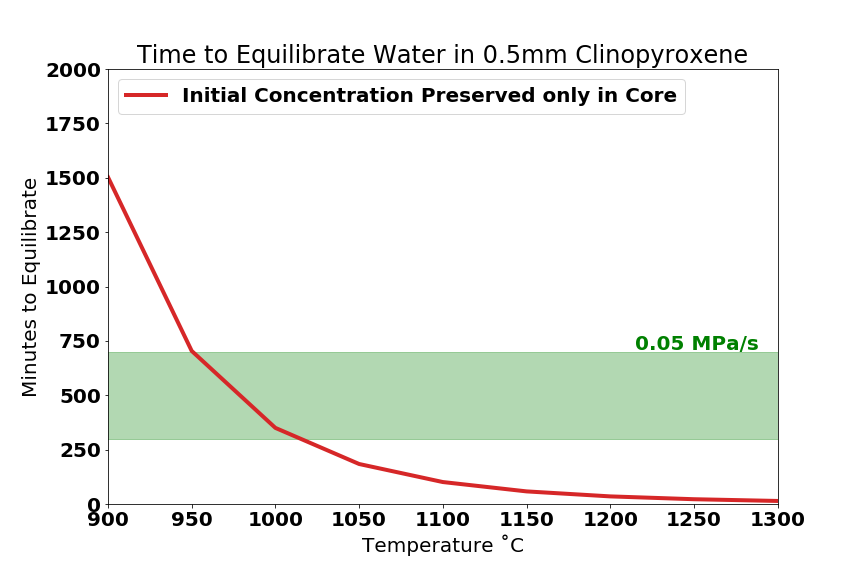 Time to Equilibrate Water in 0.5mm Clinopyroxene
Initial Concentration Preserved only in Core
Minutes to Equilibrate
2000
1750
1500
1250
1000
750
500
250
0
0.05 MPa/s
900 950 1000 1050 1100 1150 1200 1250 1300
Temperature ˚C